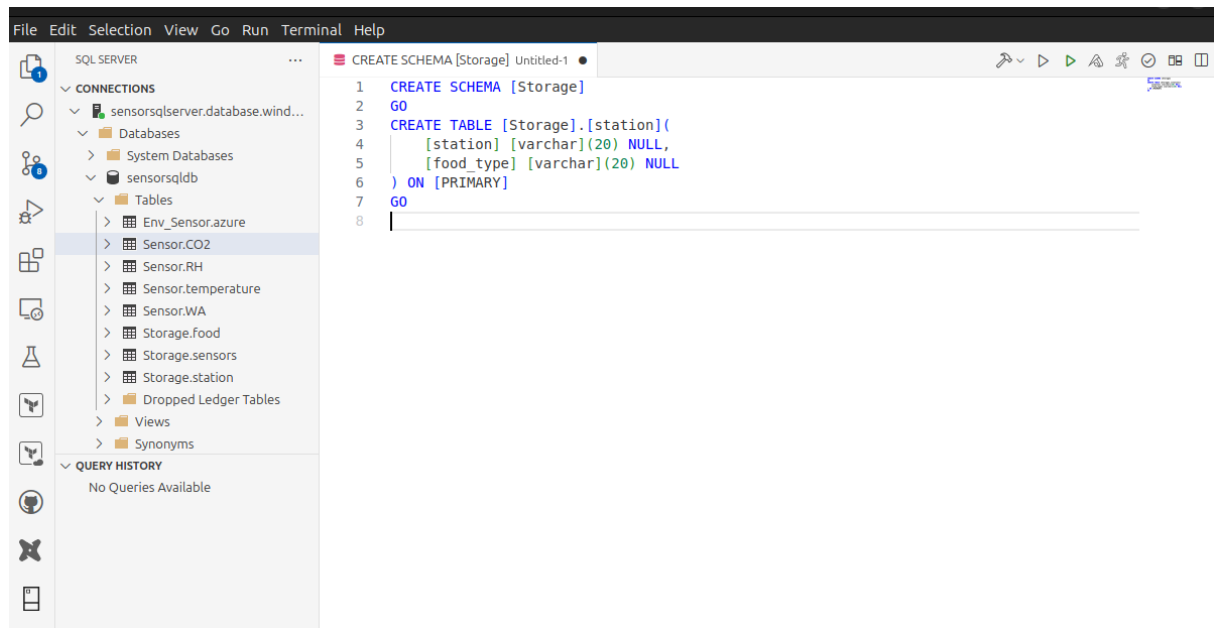 File Edit Selection View Go Run Terminal Help
SQL SERVER
...
CONNECTIONS
sensorsqlserver.database.wind...
Databases
System Databases
sensorsqldb
Tables
Env_Sensor.azure
Sensor.CO2
Sensor.RH
Sensor.temperature
Sensor.WA
Storage.food
Storage.sensors
Storage.station
Dropped Ledger Tables
Views
Synonyms
QUERY HISTORY
No Queries Available
1
8
CREATE SCHEMA [Storage] Untitled-1
1 CREATE SCHEMA [Storage]
2 GO
3 CREATE TABLE [Storage].[station](
4 [station] [varchar](20) NULL,
5 [food_type] [varchar](20) NULL
6 ) ON [PRIMARY]
7 GO
8